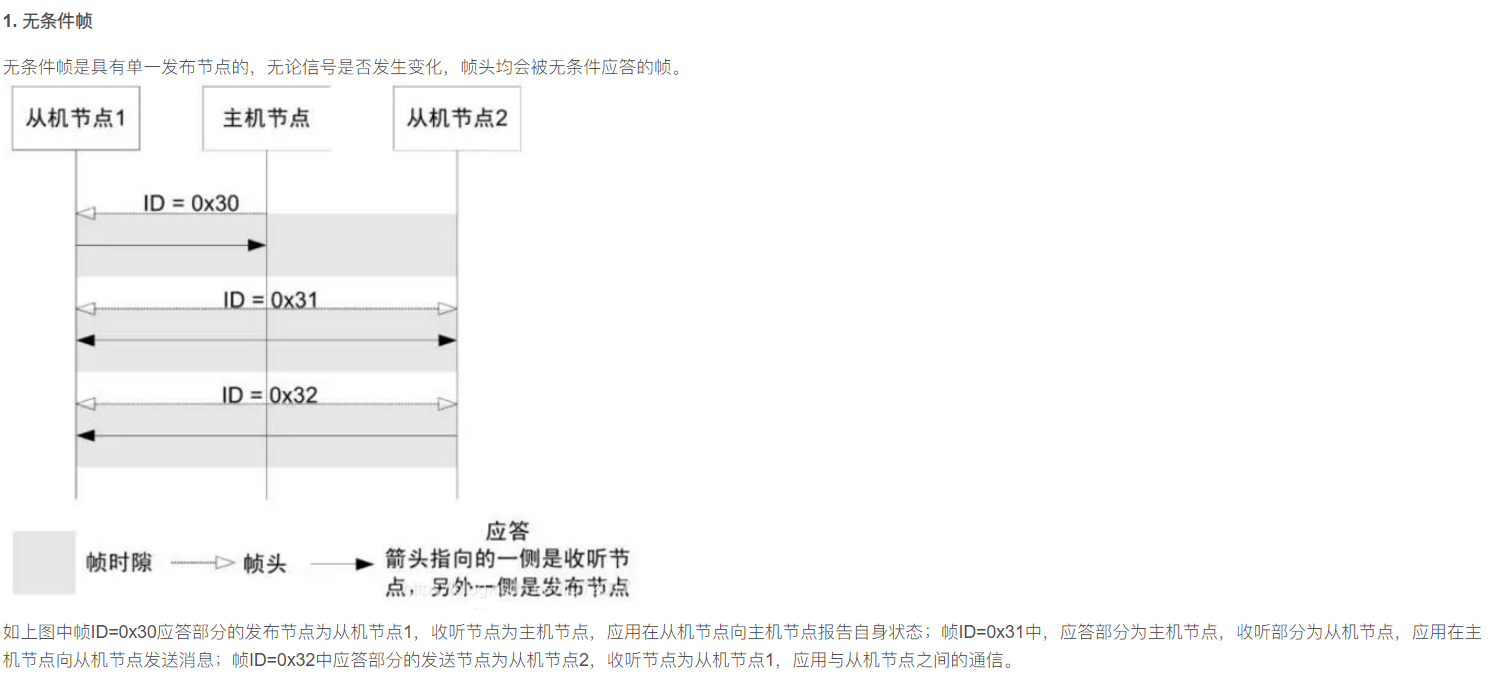 1. 无条件帧
无条件帧是具有单一发布节点的，无论信号是否发生变化，帧头均会被无条件应答的帧。
从机节点1
主机节点
从机节点2
ID = 0x30
ID = 0x31
ID = 0x32
帧时隙
帧头
应答
箭头指向的一侧是收听节
点，另外一侧是发布节点
如上图中帧ID=0x30应答部分的发布节点为从机节点1，收听节点为主机节点，应用在从机节点向主机节点报告自身状态；帧ID=0x31中，应答部分为主机节点，收听部分为从机节点，应用在主
机节点向从机节点发送消息；帧ID=0x32中应答部分的发送节点为从机节点2，收听节点为从机节点1，应用与从机节点之间的通信。